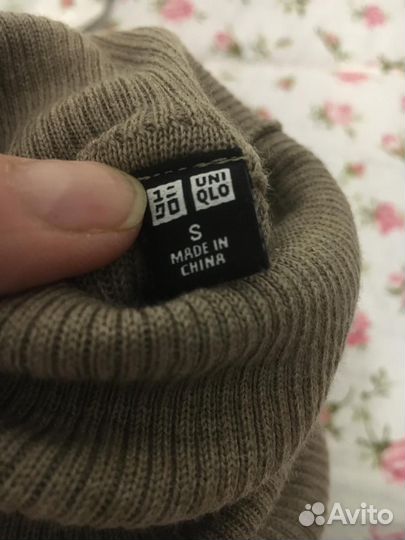 ユニ UNI
クロ QLO
S
MADE IN
CHINA
Avito